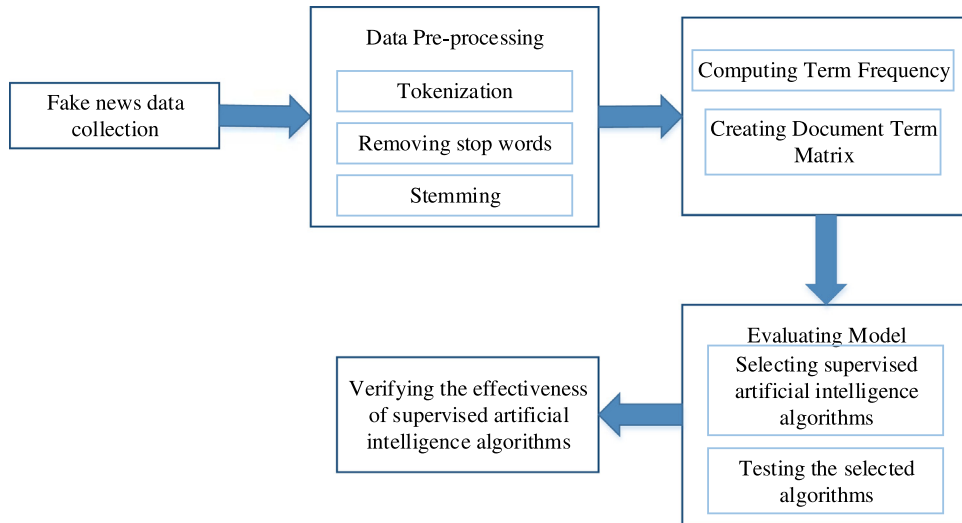 Fake news data
collection
Data Pre-processing
Tokenization
Removing stop words
Stemming
Computing Term Frequency
Creating Document Term
Matrix
Evaluating Model
Selecting supervised
artificial intelligence
algorithms
Testing the selected
algorithms
Verifying the effectiveness
of supervised artificial
intelligence algorithms